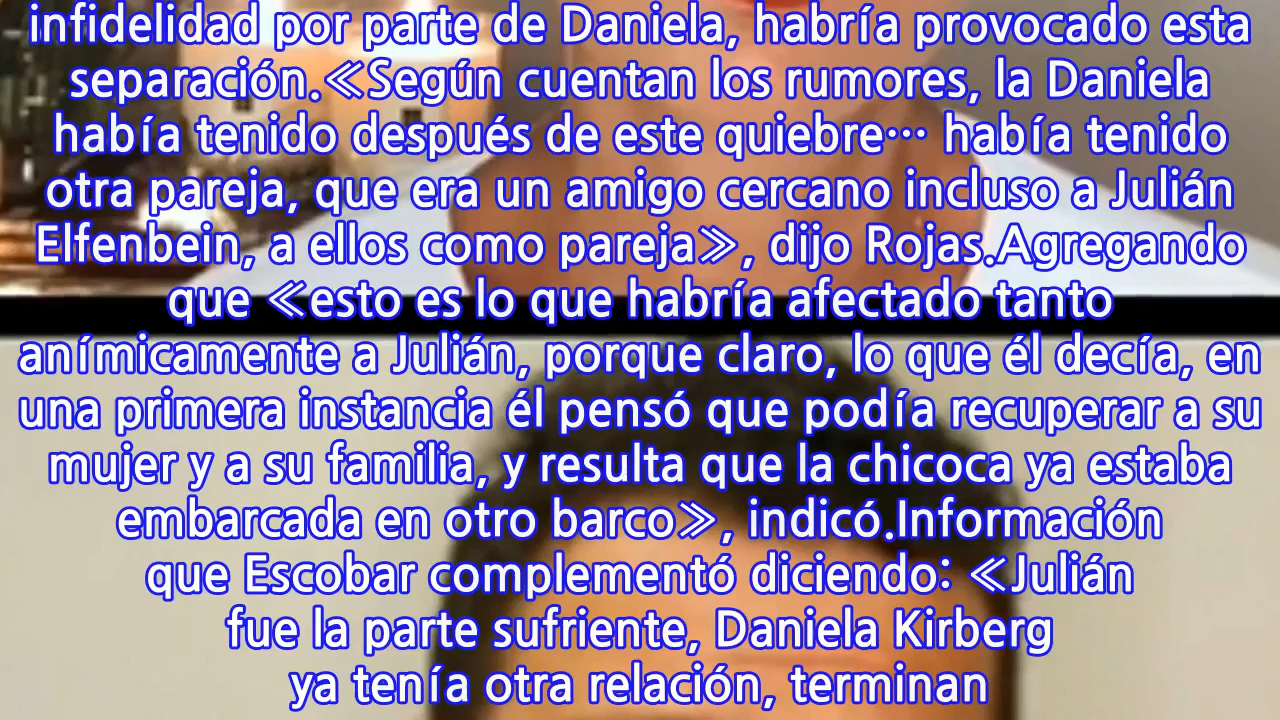 infidelidad por parte de Daniela, habría provocado esta
separación.≪Según cuentan los rumores, la Daniela
había tenido después de este quiebre… había tenido
otra pareja, que era un amigo cercano incluso a Julián
Elfenbein, a ellos como pareja≫, dijo Rojas.Agregando
que ≪esto es lo que habría afectado tanto
anímicamente a Julián, porque claro, lo que él decía, en
una primera instancia él pensó que podía recuperar a su
mujer y a su familia, y resulta que la chicoca ya estaba
embarcada en otro barco≫, indicó.Información
que Escobar complementó diciendo: ≪Julián
fue la parte sufriente, Daniela Kirberg
ya tenía otra relación, terminan